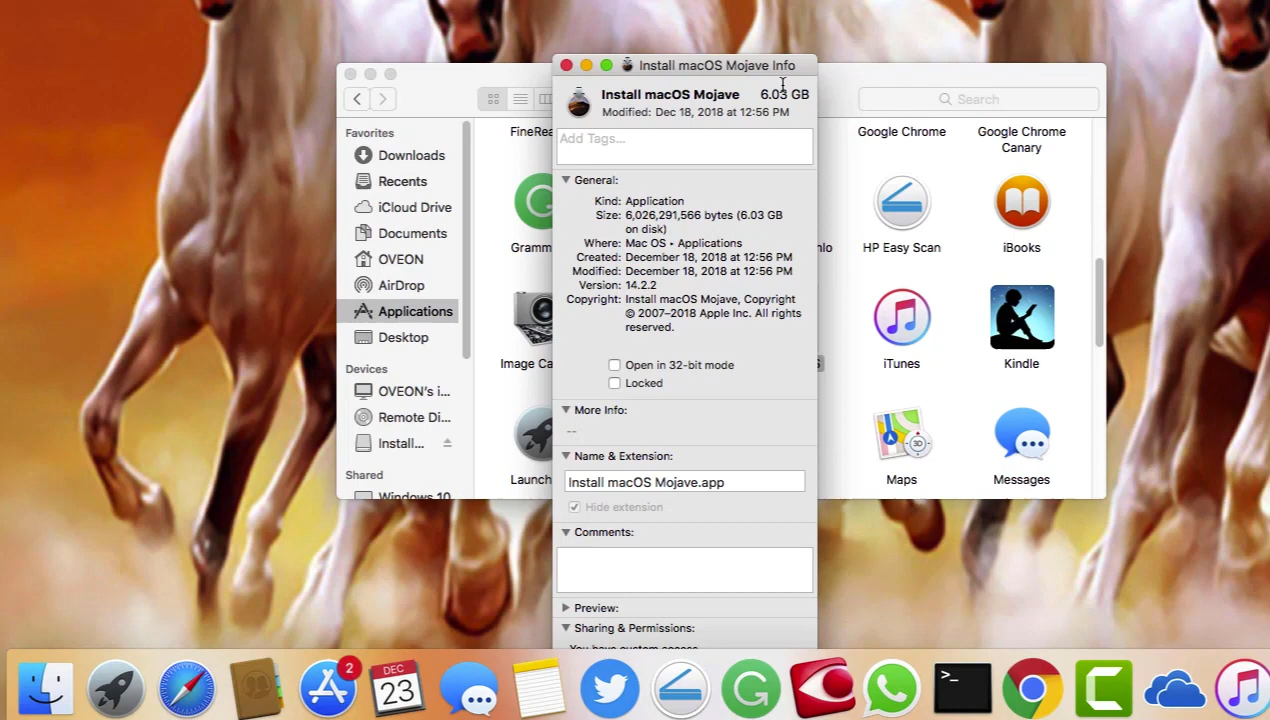 Install macOS Mojave Info
Search
Favorites
Downloads
Recents
iCloud Drive
Documents
OVEON
AirDrop
Applications
Desktop
Devices
OVEON's i...
Remote Di...
Install...
Shared
Windows 10
FineRea
Gramm
Image Ca
Launch
Install macOS Mojave 6.03 GB
Modified: Dec 18, 2018 at 12:56 PM
Add Tags...
General:
Kind: Application
Size: 6,026,291,566 bytes (6.03 GB
on disk)
Where: Mac OS • Applications
Created: December 18, 2018 at 12:56 PM
Modified: December 18, 2018 at 12:56 PM
Version: 14.2.2
Copyright: Install macOS Mojave, Copyright
© 2007–2018 Apple Inc. All rights
reserved.
Open in 32-bit mode
Locked
More Info:
--
Name & Extension:
Install macOS Mojave.app
Hide extension
Comments:
Preview:
Sharing & Permissions:
You have custom access
nlo
S
Google Chrome
Google Chrome
Canary
HP Easy Scan
iBooks
iTunes
Kindle
3D
Maps
Messages
2
DEC
23
>_